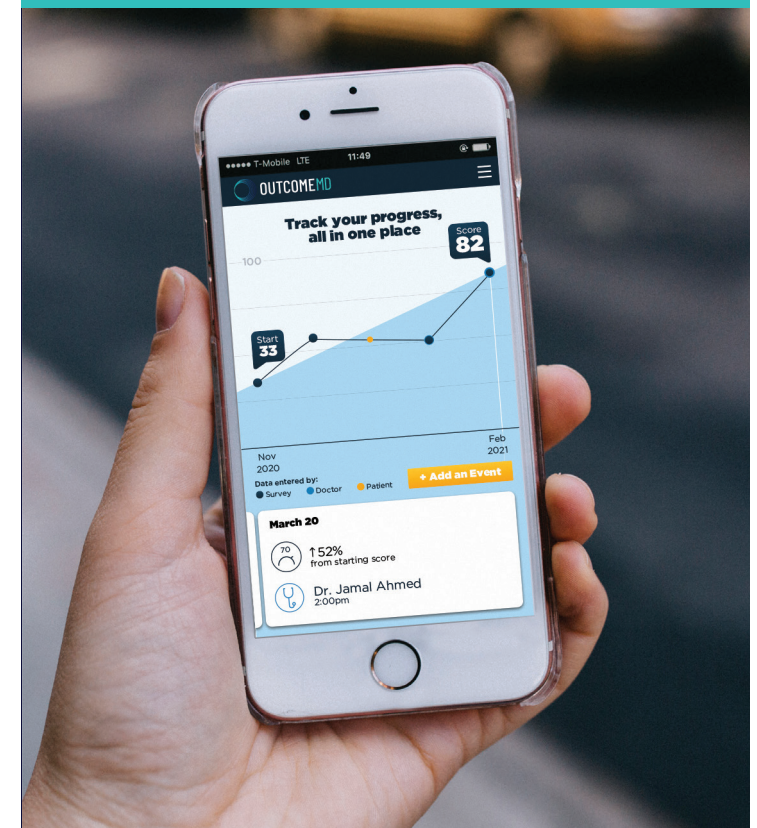 T-Mobile LTE 11:49
OUTCOMEMD
Track your progress,
all in one place
Score
82
100
Start
33
Nov
2020
Feb
2021
Data entered by:
Survey Doctor Patient
+ Add an Event
March 20
70
↑52%
from starting score
Dr. Jamal Ahmed
2:00pm